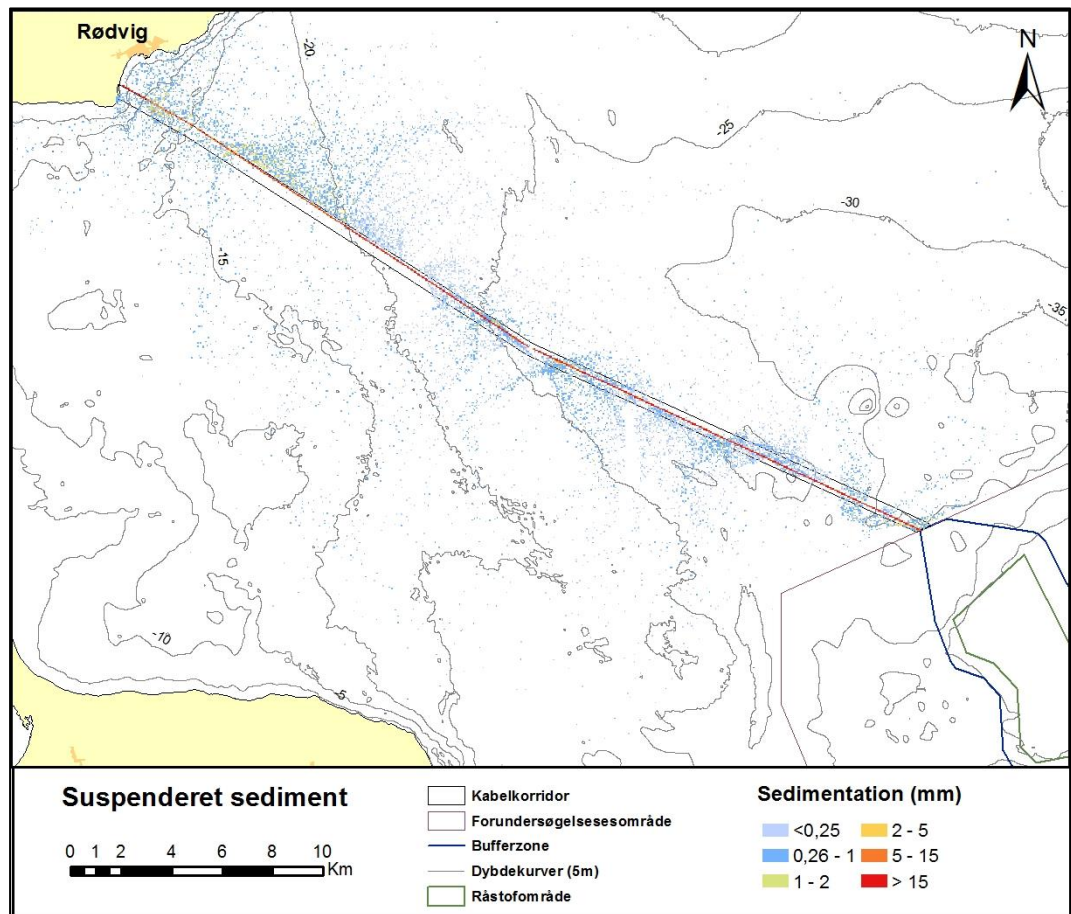 Rødvig
N
-20
-25
-30
-35
-15
-10
-5
Suspenderet sediment
0 1 2 4 6 8 10
Km
Kabelkorridor
Forundersøgelsesesområde
Bufferzone
Dybdekurver (5m)
Råstofområde
Sedimentation (mm)
<0,25
0,26 - 1
1 - 2
2 - 5
5 - 15
> 15